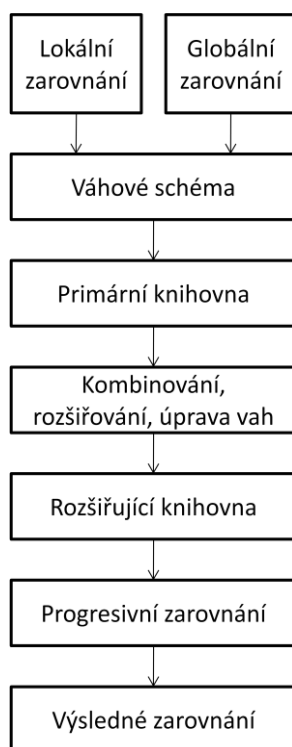 Lokální
zarovnání
Globální
zarovnání
Váhové schéma
Primární knihovna
Kombinování,
rozšiřování, úprava vah
Rozšiřující knihovna
Progresivní zarovnání
Výsledné zarovnání